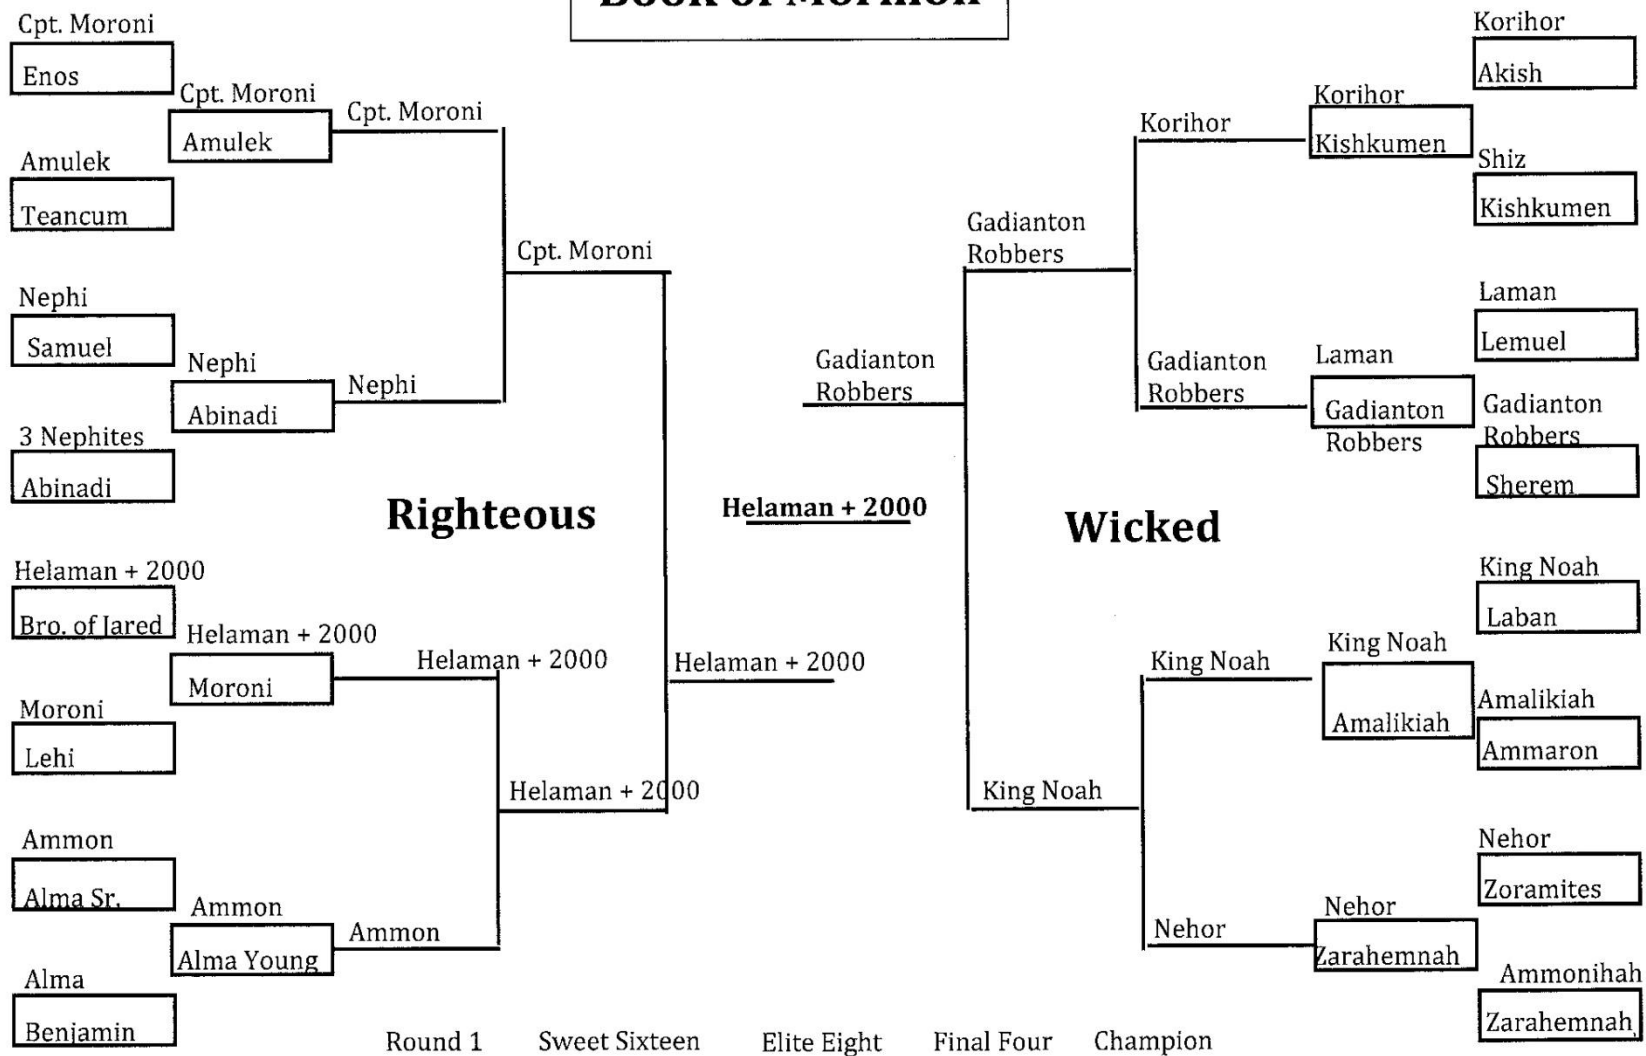 Book of Mormon
Cpt. Moroni
Enos
Amulek
Teancum
Nephi
Samuel
3 Nephites
Abinadi
Helaman + 2000
Bro. of Jared
Moroni
Lehi
Ammon
Alma Sr.
Alma
Benjamin
Cpt. Moroni
Amulek
Nephi
Abinadi
Helaman + 2000
Moroni
Ammon
Alma Young
Cpt. Moroni
Nephi
Helaman + 2000
Ammon
Cpt. Moroni
Helaman + 2000
Helaman + 2000
Righteous
Helaman + 2000
Wicked
Gadianton
Robbers
Gadianton
Robbers
King Noah
Korihor
Gadianton
Robbers
King Noah
Nehor
Korihor
Kishkumen
Laman
Gadianton
Robbers
King Noah
Amalikiah
Nehor
Zarahemnah
Korihor
Akish
Shiz
Kishkumen
Laman
Lemuel
Gadianton
Robbers
Sherem
King Noah
Laban
Amalikiah
Ammaron
Nehor
Zoramites
Ammonihah
Zarahemnah
Round 1 Sweet Sixteen Elite Eight Final Four Champion